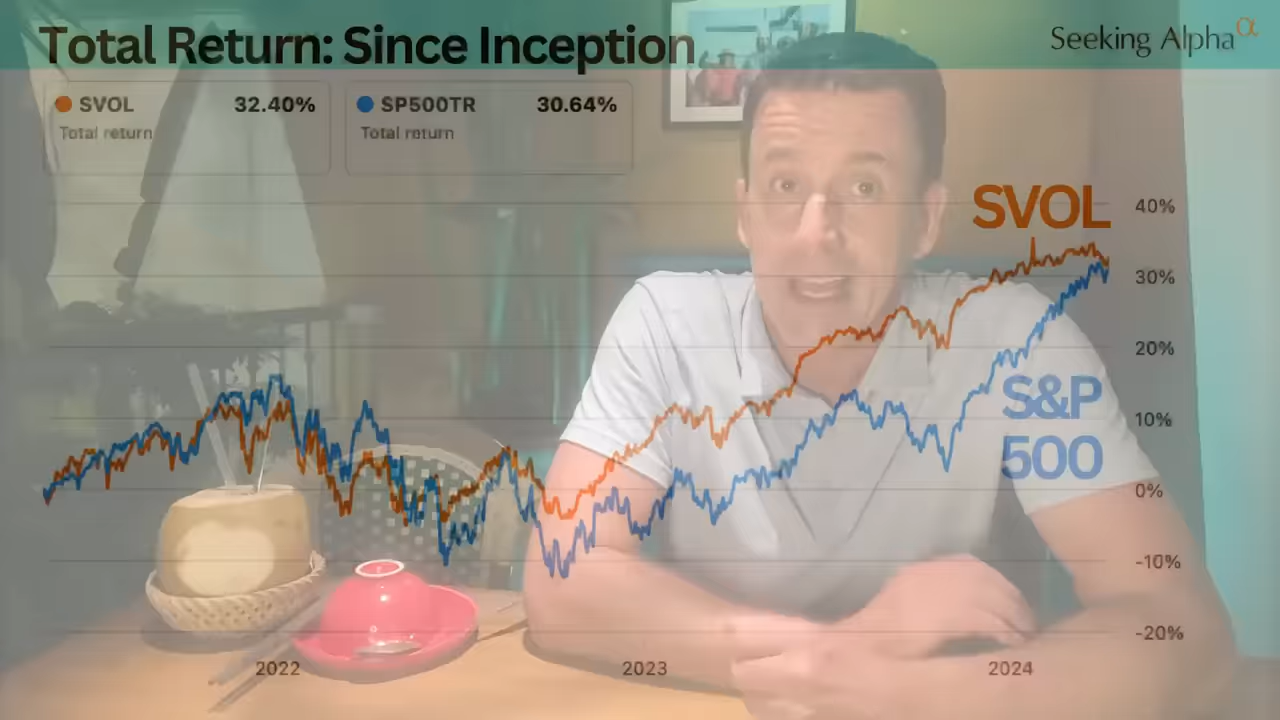 Total Return: Since Inception
Seeking Alpha α
SVOL 32.40%
Total return
SP500TR 30.64%
Total return
SVOL
40%
30%
20%
S&P
500
10%
0%
-10%
-20%
2022 2023 2024